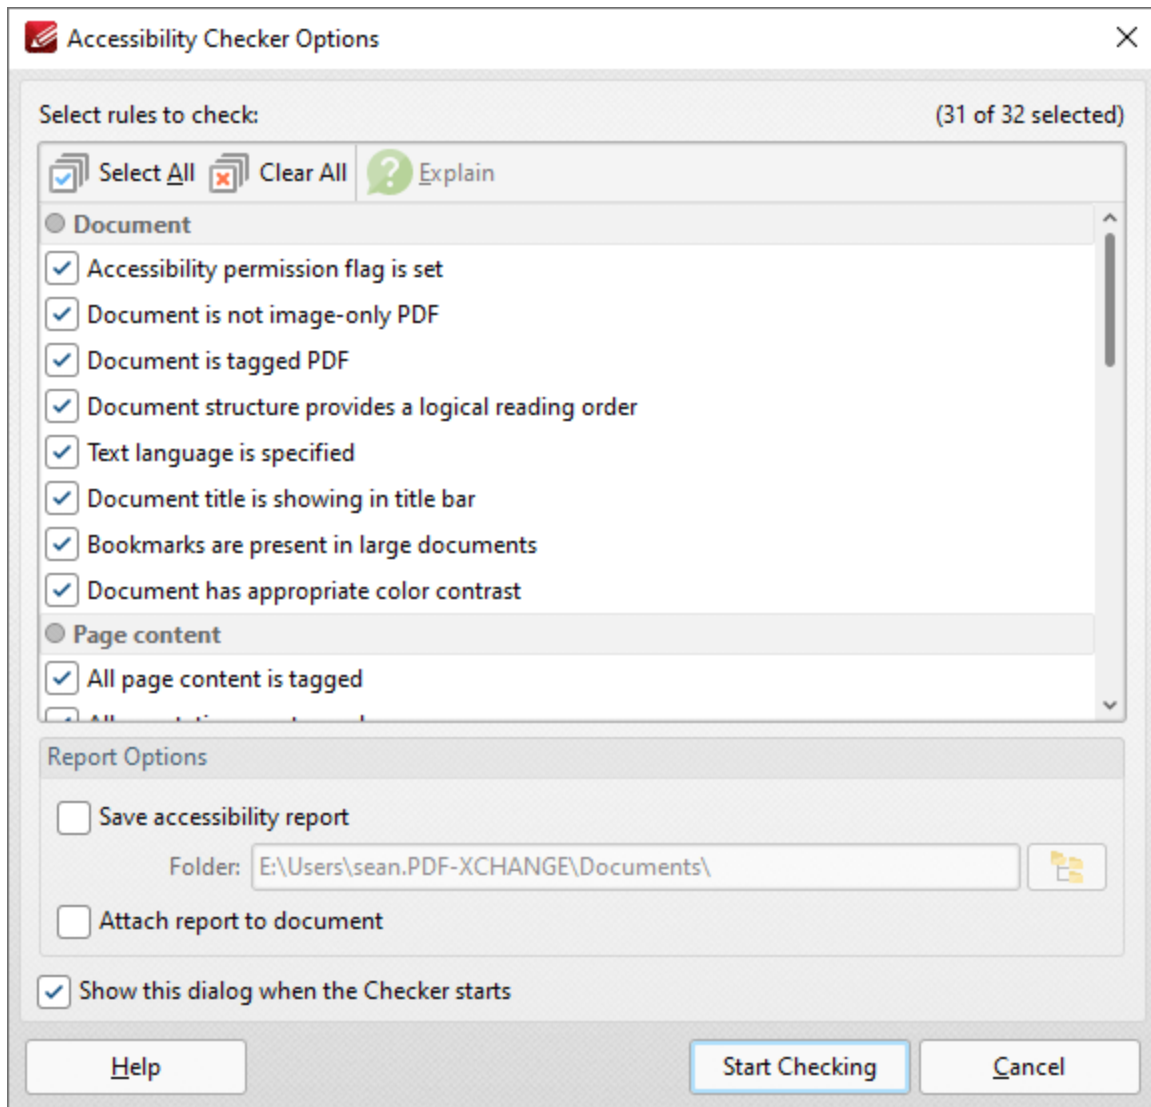 Accessibility Checker Options
Select rules to check: (31 of 32 selected)
Select All Clear All Explain
Document
Accessibility permission flag is set
Document is not image-only PDF
Document is tagged PDF
Document structure provides a logical reading order
Text language is specified
Document title is showing in title bar
Bookmarks are present in large documents
Document has appropriate color contrast
Page content
All page content is tagged
Report Options
Save accessibility report
Folder: E:\Users\sean.PDF-XCHANGE\Documents\
Attach report to document
Show this dialog when the Checker starts
Help Start Checking Cancel